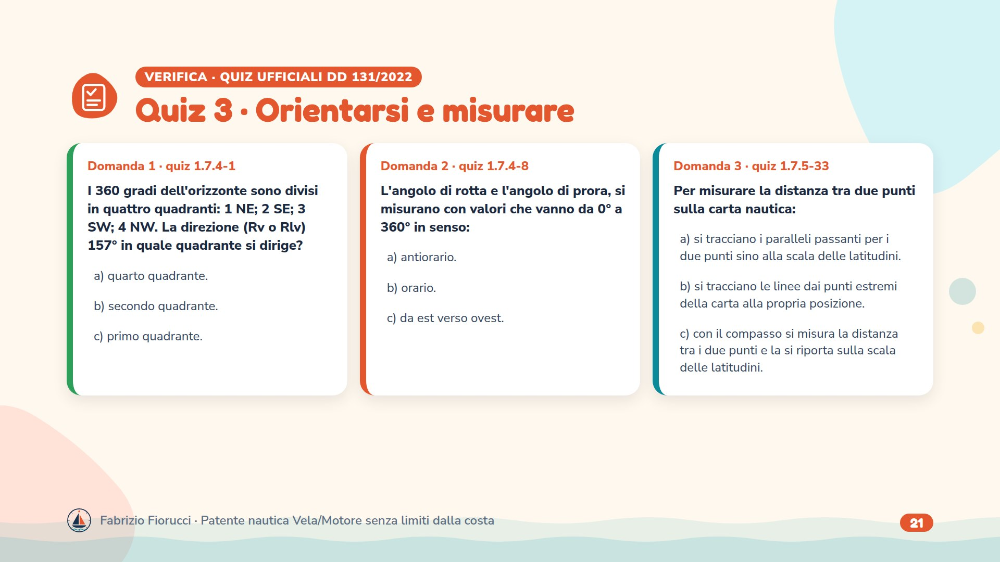 VERIFICA · QUIZ UFFICIALI DD 131/2022
Quiz 3 · Orientarsi e misurare
Domanda 1 · quiz 1.7.4-1
I 360 gradi dell'orizzonte sono divisi
in quattro quadranti: 1 NE; 2 SE; 3
SW; 4 NW. La direzione (Rv o Rlv)
157° in quale quadrante si dirige?
a) quarto quadrante.
b) secondo quadrante.
c) primo quadrante.
Domanda 2 · quiz 1.7.4-8
L'angolo di rotta e l'angolo di prora, si
misurano con valori che vanno da 0° a
360° in senso:
a) antiorario.
b) orario.
c) da est verso ovest.
Domanda 3 · quiz 1.7.5-33
Per misurare la distanza tra due punti
sulla carta nautica:
a) si tracciano i paralleli passanti per i
due punti sino alla scala delle latitudini.
b) si tracciano le linee dai punti estremi
della carta alla propria posizione.
c) con il compasso si misura la distanza
tra i due punti e la si riporta sulla scala
delle latitudini.
Fabrizio Fiorucci · Patente nautica Vela/Motore senza limiti dalla costa
21